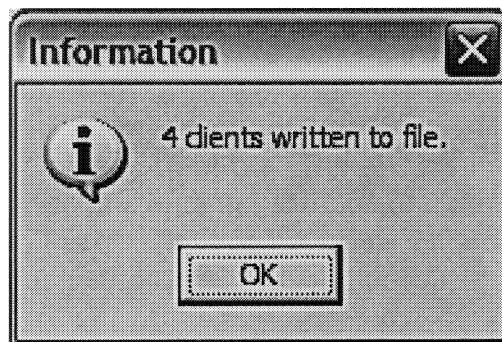 Information
4 clients written to file.
OK